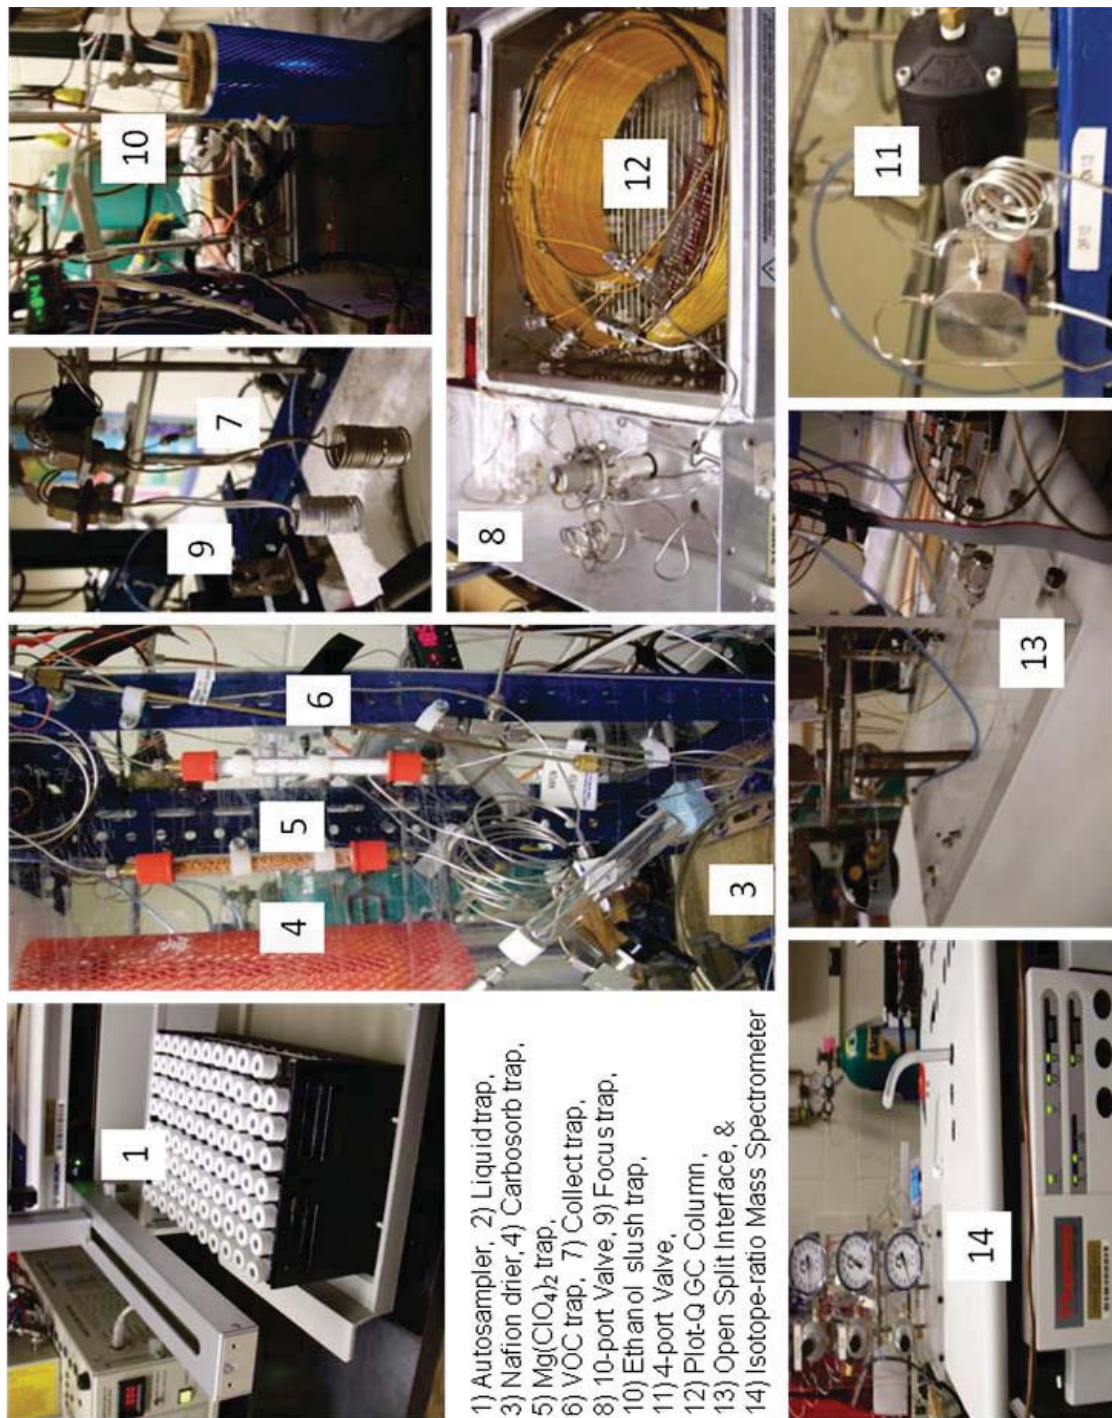 1
1) Autosampler, 2) Liquid trap,
3) Nafion drier, 4) Carbosorb trap,
5) Mg(ClO₄)₂ trap,
6) VOC trap, 7) Collect trap,
8) 10-port Valve, 9) Focus trap,
10) Ethanol slush trap,
11) 4-port Valve,
12) Plot-Q GC Column,
13) Open Split Interface, &
14) Isotope-ratio Mass Spectrometer
4
5
6
3
9
7
10
8
12
14
13
11